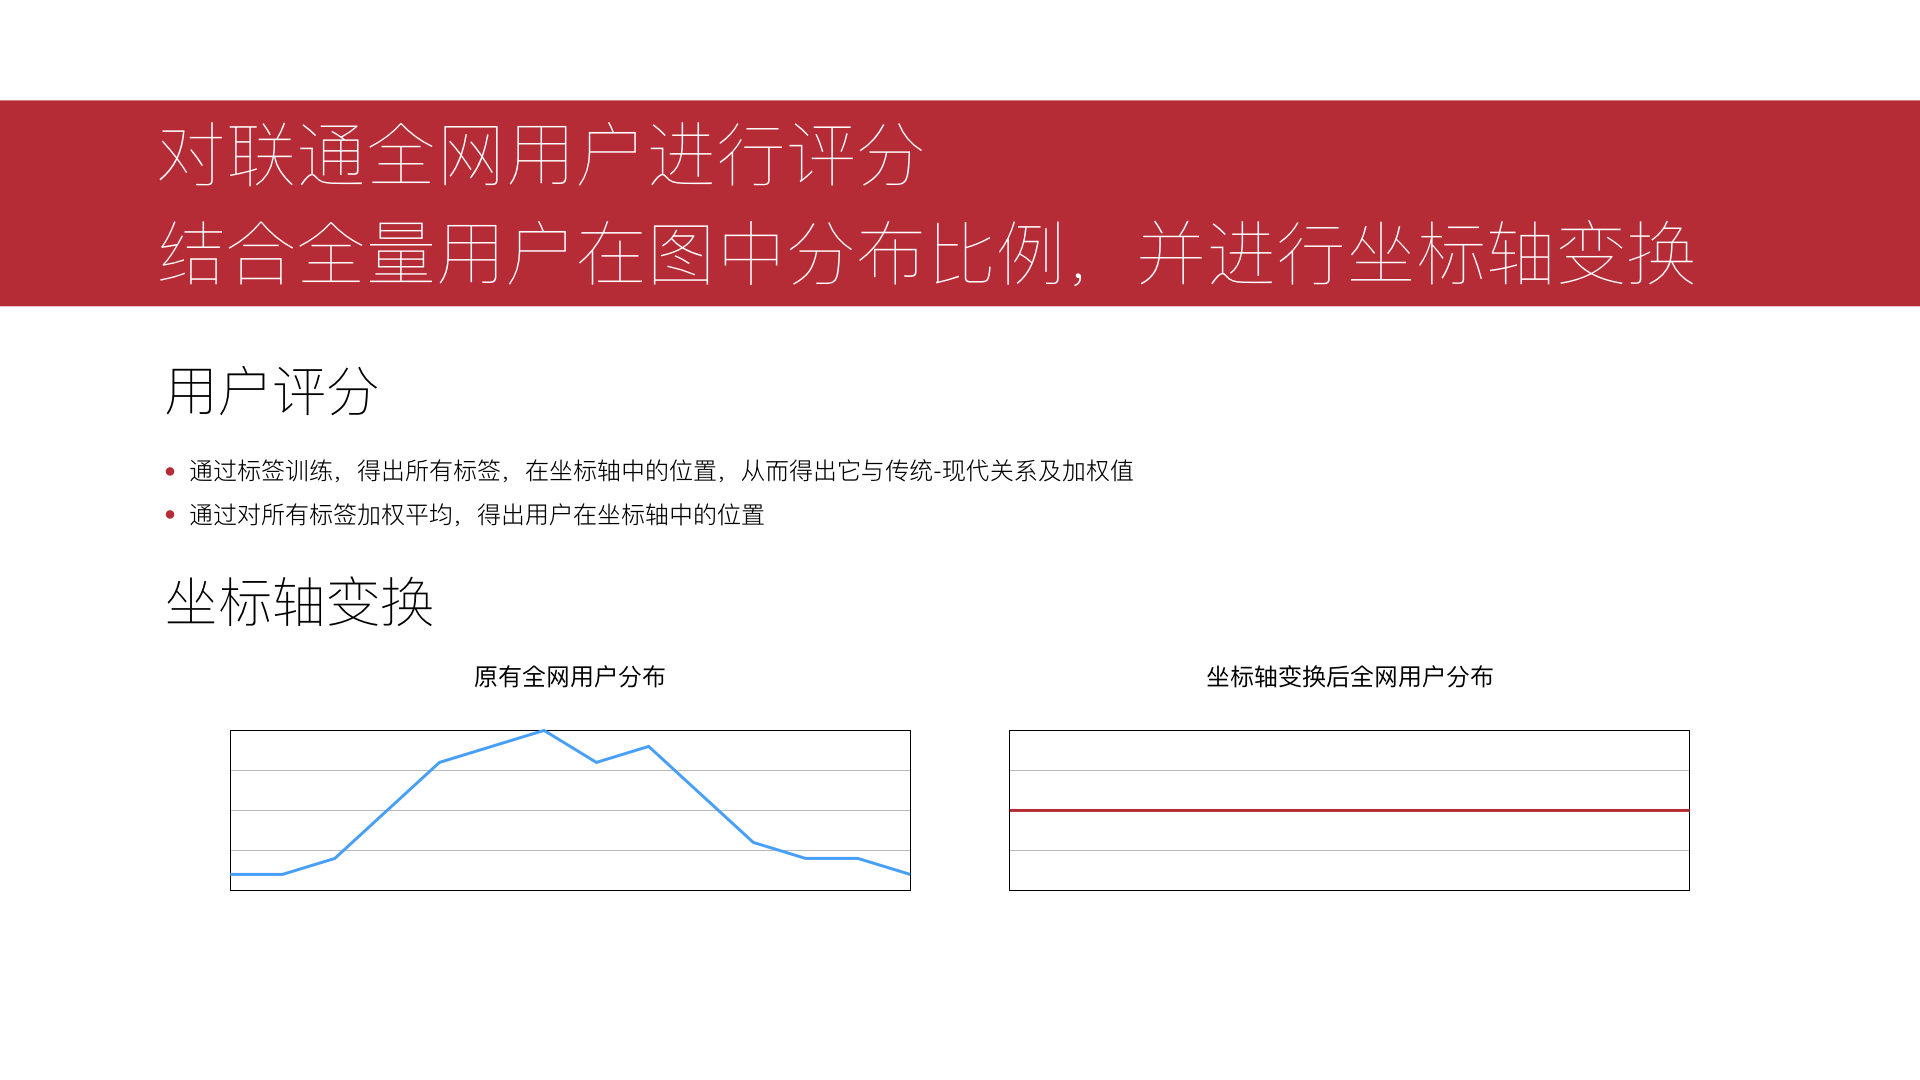 对联通全网用户进行评分
结合全量用户在图中分布比例，并进行坐标轴变换
用户评分
通过标签训练，得出所有标签，在坐标轴中的位置，从而得出它与传统-现代关系及加权值
通过对所有标签加权平均，得出用户在坐标轴中的位置
坐标轴变换
原有全网用户分布
坐标轴变换后全网用户分布